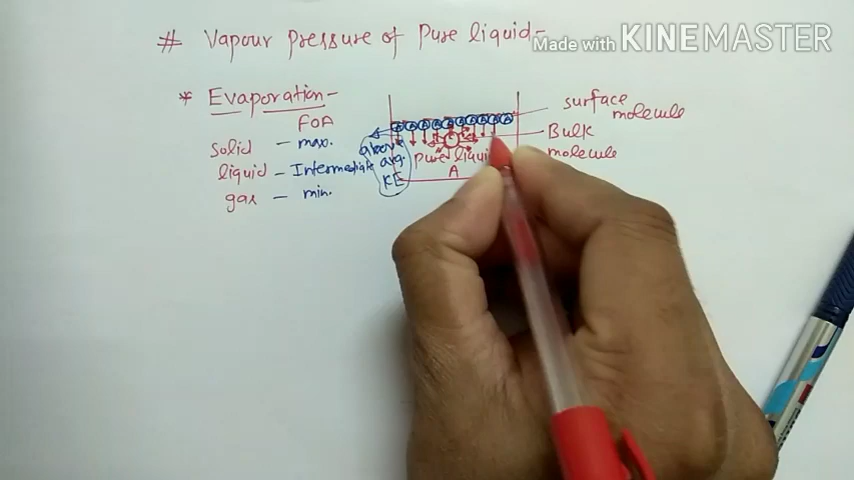 # Vapour pressure of Pure liquid-
Made with KINEMASTER
* Evaporation-
FOA
solid - max.
liquid - Intermediate
gas - min.
above
avg.
KE
A A A A A A A A A A
surface
molecule
Bulk
molecule
Pure liquid
A